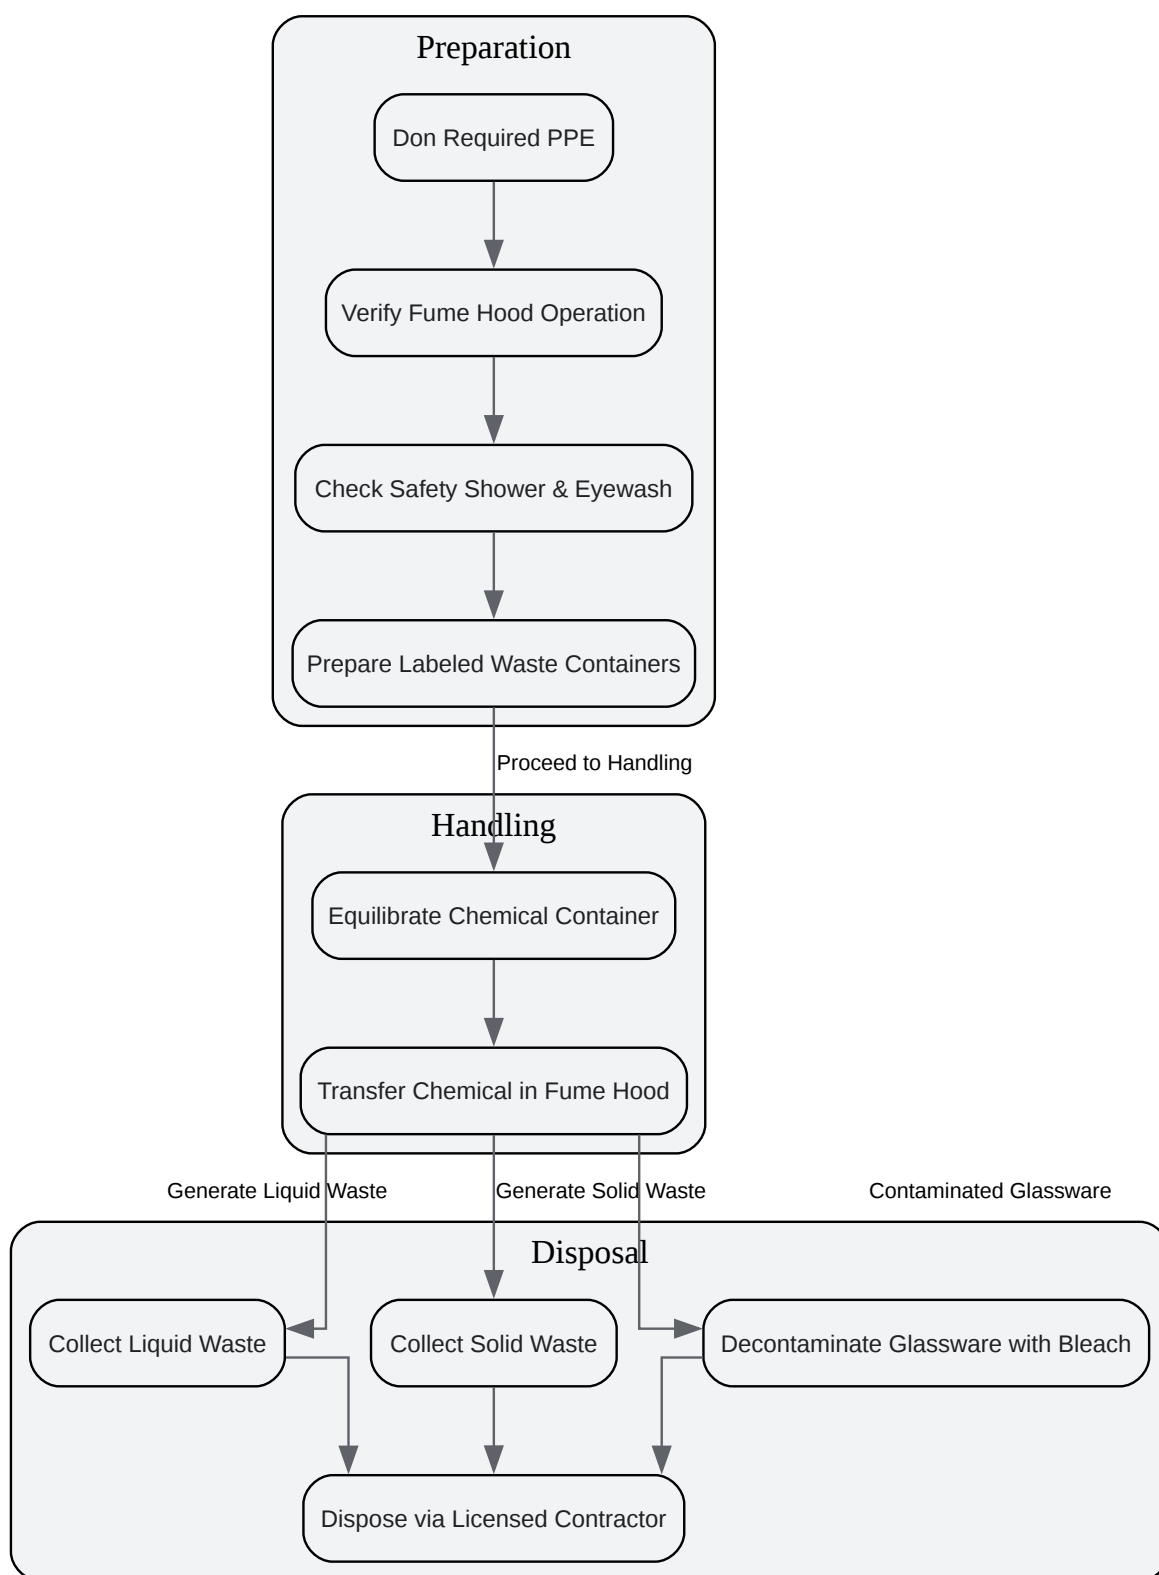 Preparation
Don Required PPE
Verify Fume Hood Operation
Check Safety Shower & Eyewash
Prepare Labeled Waste Containers
Proceed to Handling
Handling
Equilibrate Chemical Container
Transfer Chemical in Fume Hood
Generate Liquid Waste
Generate Solid Waste
Contaminated Glassware
Disposal
Collect Liquid Waste
Collect Solid Waste
Decontaminate Glassware with Bleach
Dispose via Licensed Contractor